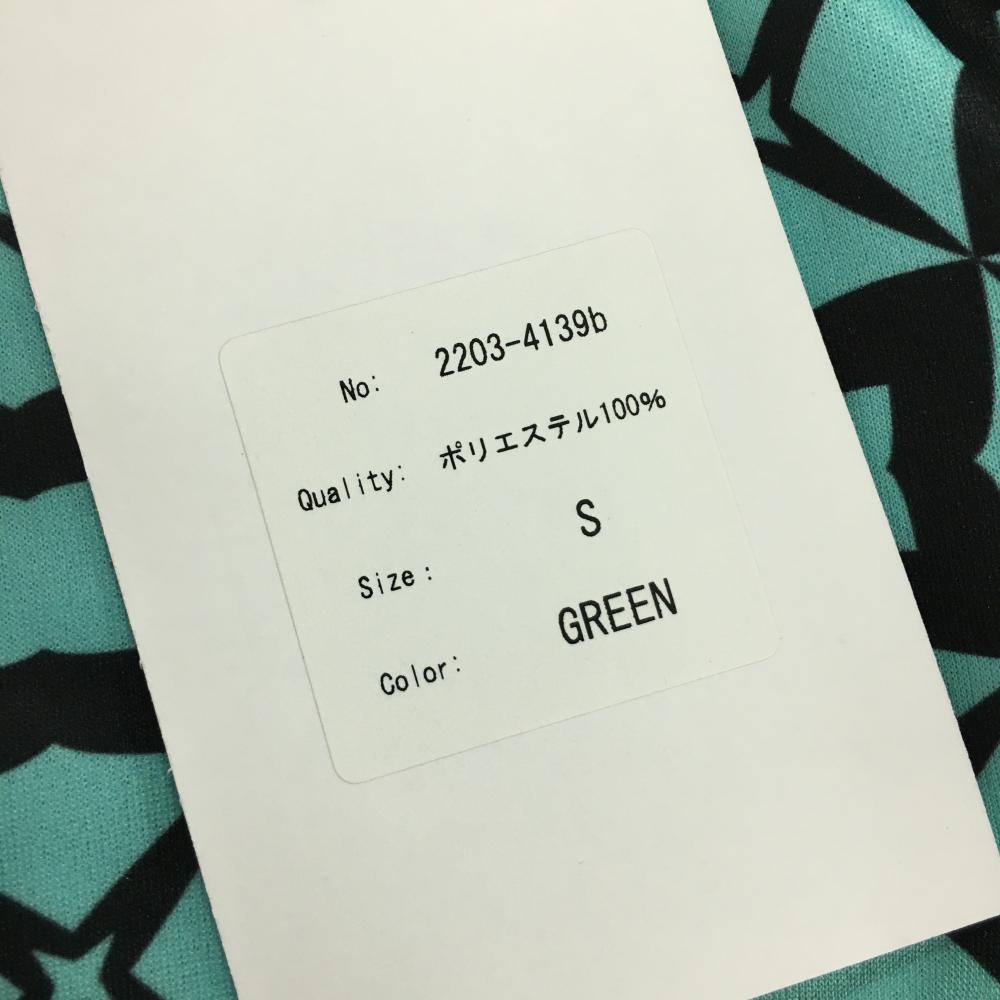 No: 2203-4139b
Quality: ポリエステル100%
Size: S
Color: GREEN